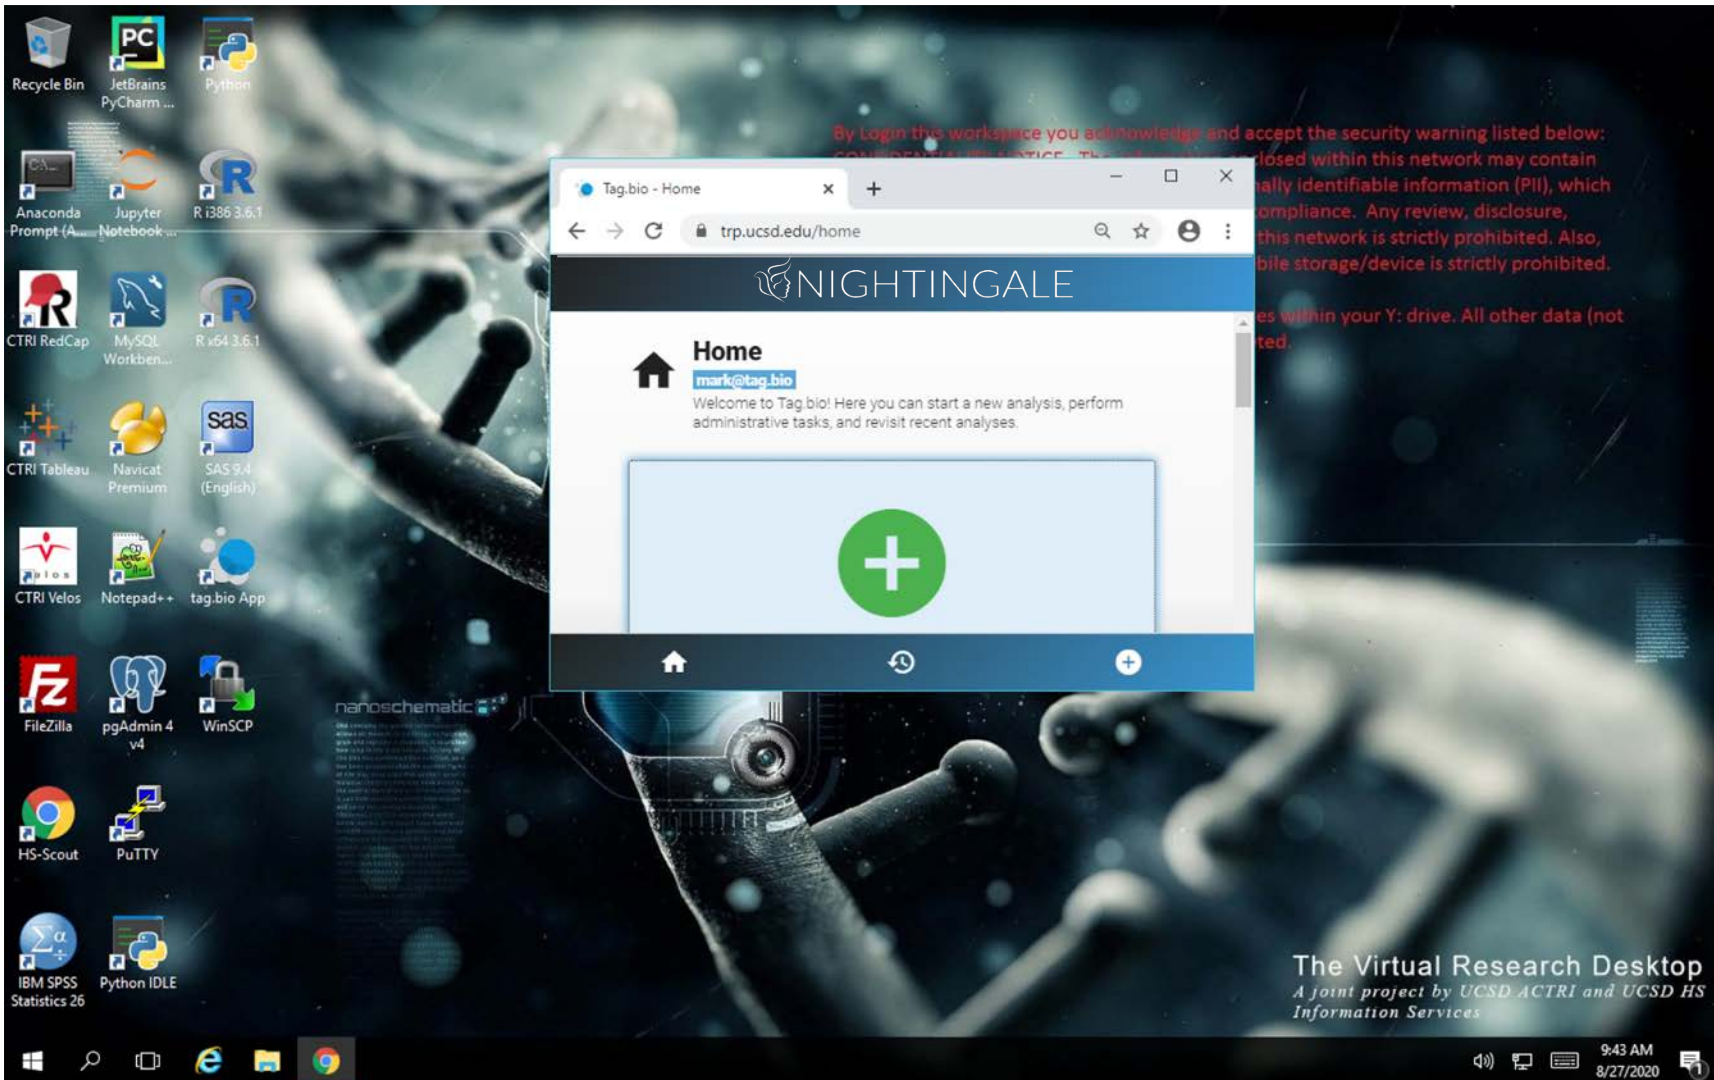 Recycle Bin
JetBrains
PyCharm ...
Python
Anaconda
Prompt (A...
Jupyter
Notebook ...
R i386 3.6.1
CTRI RedCap
MySQL
Workben...
R x64 3.6.1
CTRI Tableau
Navicat
Premium
SAS 9.4
(English)
CTRI Velos
Notepad++
tag.bio App
FileZilla
pgAdmin 4
v4
WinSCP
HS-Scout
PuTTY
IBM SPSS
Statistics 26
Python IDLE
By Login this workspace you acknowledge and accept the security warning listed below:
closed within this network may contain
identifiable information (PII), which
Any review, disclosure,
this network is strictly prohibited. Also,
storage/device is strictly prohibited.
within your Y: drive. All other data (not
Tag.bio - Home
trp.ucsd.edu/home
NIGHTINGALE
Home
mark@tag.bio
Welcome to Tag.bio! Here you can start a new analysis, perform
administrative tasks, and revisit recent analyses.
nanoschematic
The Virtual Research Desktop
A joint project by UCSD ACTRI and UCSD HS
Information Services
9:43 AM
8/27/2020
1